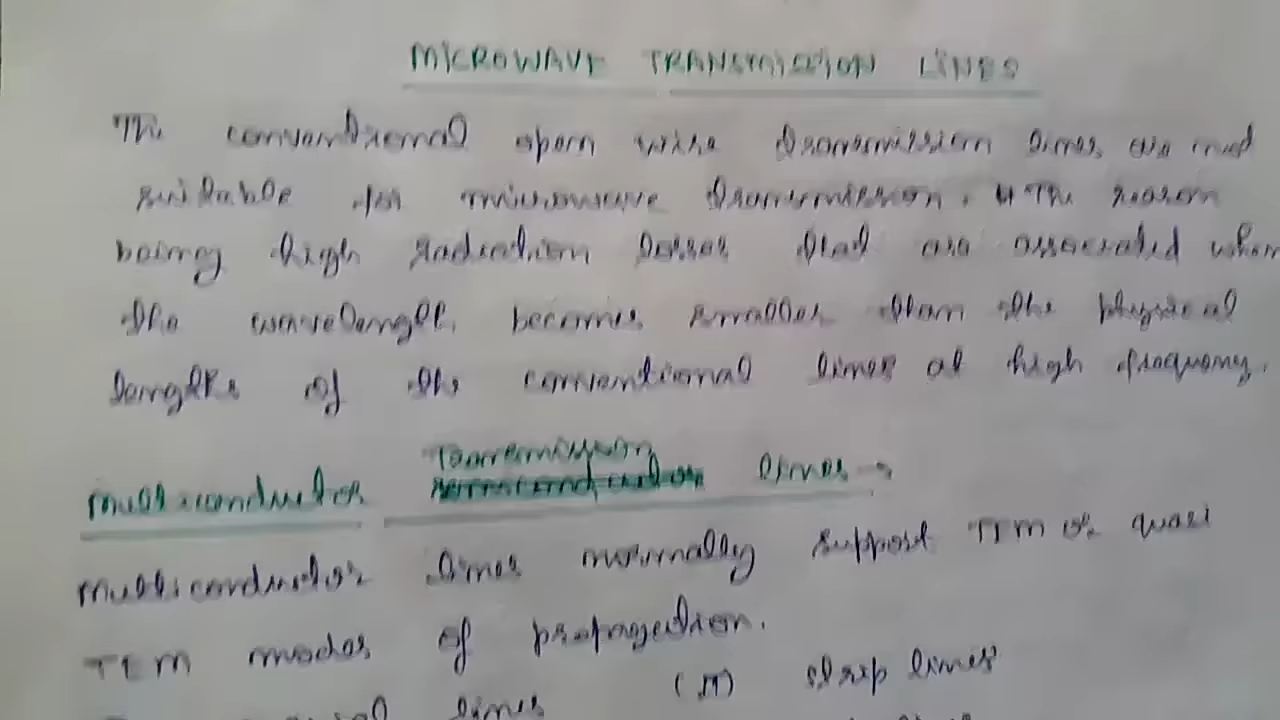 MICROWAVE TRANSMISSION LINES
The conventional open wire transmission lines are not
suitable for microwave transmission. The reason
being high radiation losses that are associated when
the wavelength becomes smaller than the physical
lengths of the conventional lines at high frequency.
Transmission
Multiconductor lines →
Multiconductor lines normally support TEM or quasi
TEM modes of propagation.
(II) strip lines
lines